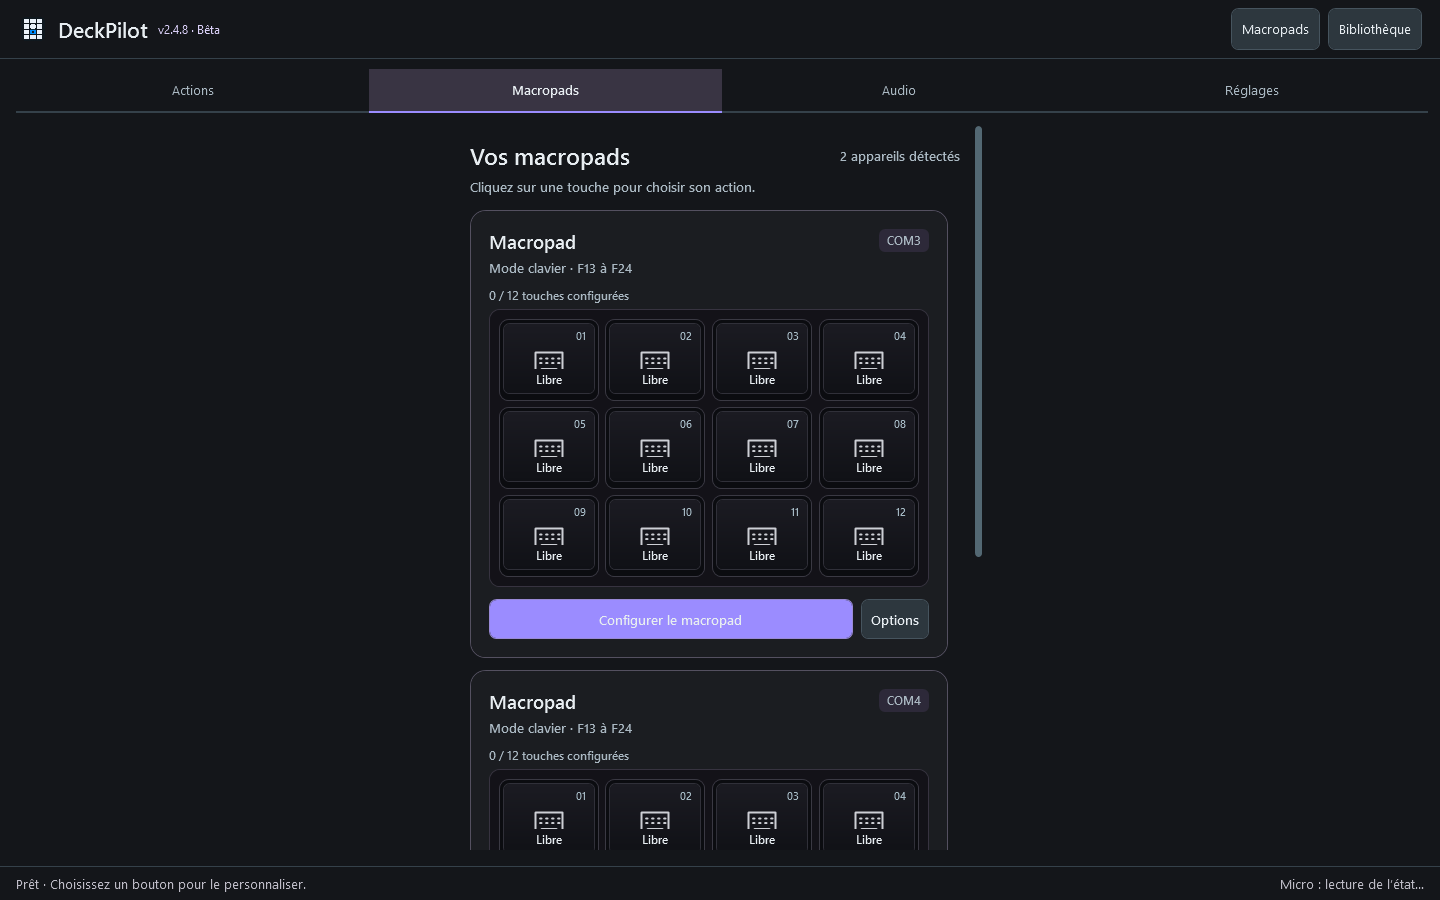 DeckPilot v2.4.8 · Bêta
Macropads
Bibliothèque
Actions
Macropads
Audio
Réglages
Vos macropads
2 appareils détectés
Cliquez sur une touche pour choisir son action.
Macropad
COM3
Mode clavier · F13 à F24
0 / 12 touches configurées
01
Libre
02
Libre
03
Libre
04
Libre
05
Libre
06
Libre
07
Libre
08
Libre
09
Libre
10
Libre
11
Libre
12
Libre
Configurer le macropad
Options
Macropad
COM4
Mode clavier · F13 à F24
0 / 12 touches configurées
01
Libre
02
Libre
03
Libre
04
Libre
Prêt · Choisissez un bouton pour le personnaliser.
Micro : lecture de l'état...